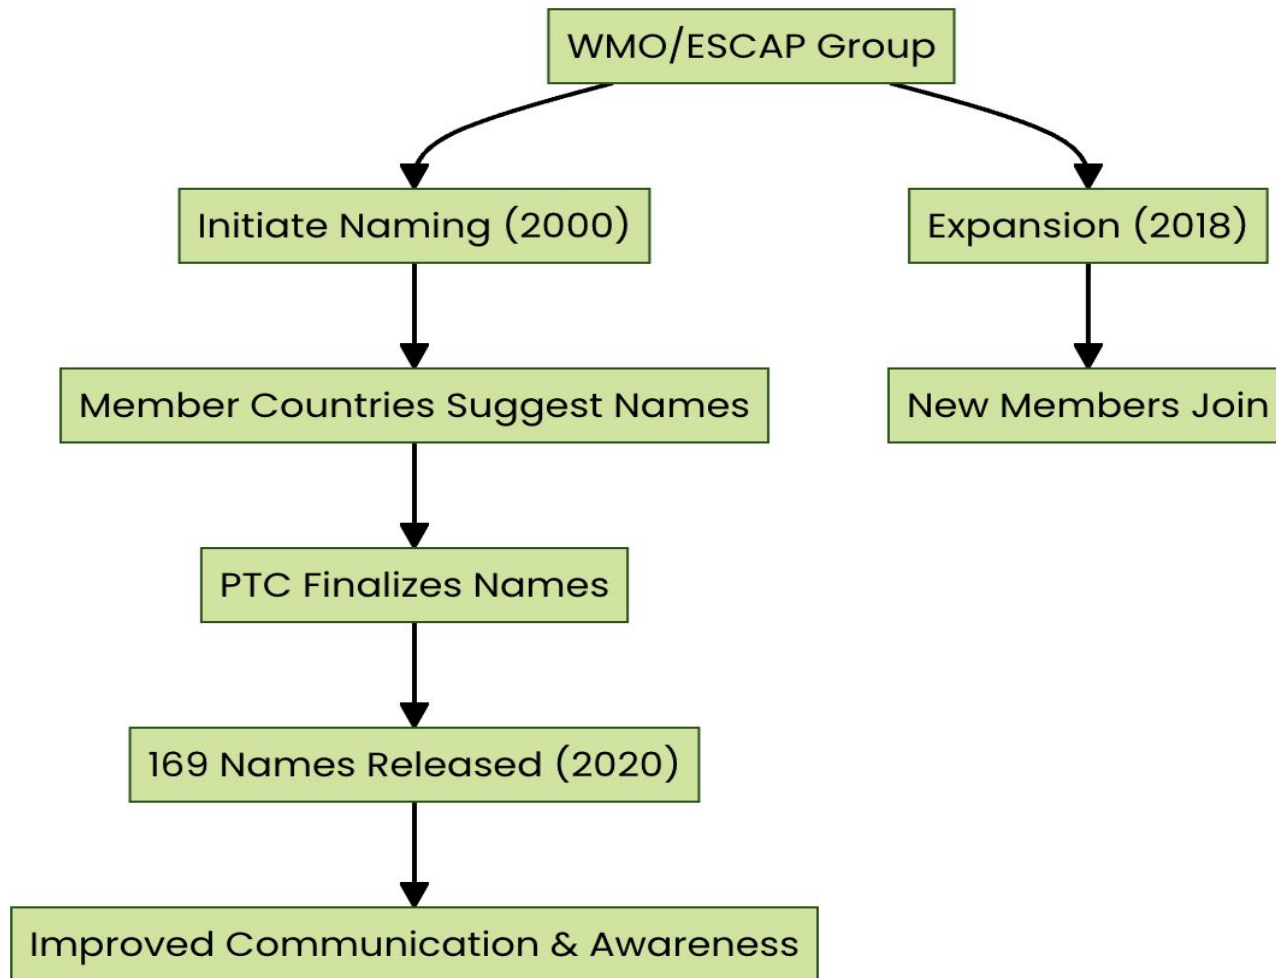 WMO/ESCAP Group
Initiate Naming (2000)
Expansion (2018)
Member Countries Suggest Names
New Members Join
PTC Finalizes Names
169 Names Released (2020)
Improved Communication & Awareness